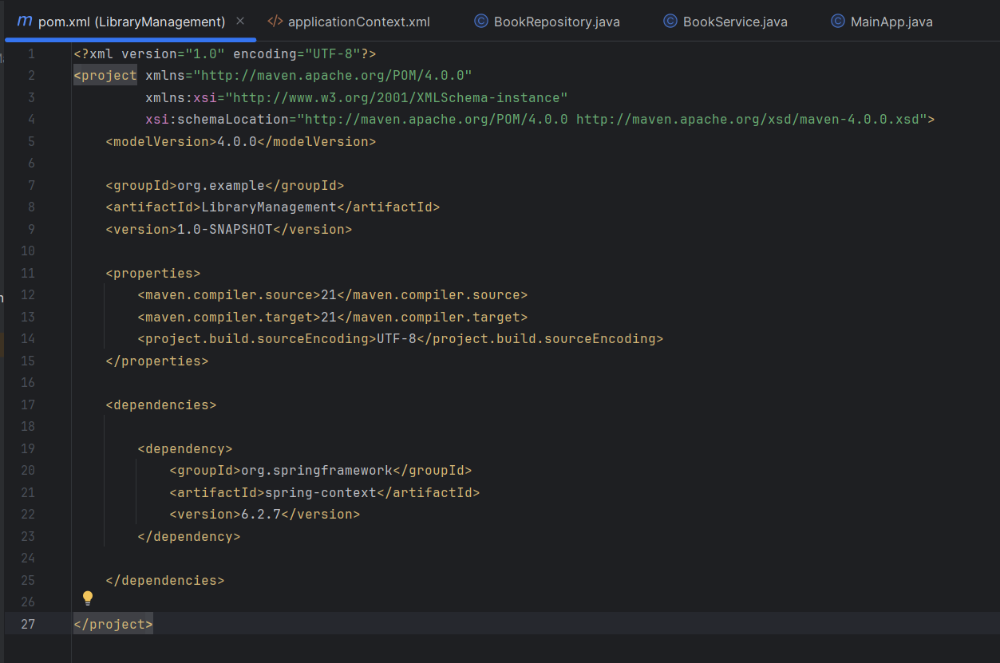 m pom.xml (LibraryManagement) × </> applicationContext.xml © BookRepository.java © BookService.java © MainApp.java
1 <?xml version="1.0" encoding="UTF-8"?>
2 <project xmlns="http://maven.apache.org/POM/4.0.0"
3 xmlns:xsi="http://www.w3.org/2001/XMLSchema-instance"
4 xsi:schemaLocation="http://maven.apache.org/POM/4.0.0 http://maven.apache.org/xsd/maven-4.0.0.xsd">
5 <modelVersion>4.0.0</modelVersion>
6
7 <groupId>org.example</groupId>
8 <artifactId>LibraryManagement</artifactId>
9 <version>1.0-SNAPSHOT</version>
10
11 <properties>
12 <maven.compiler.source>21</maven.compiler.source>
13 <maven.compiler.target>21</maven.compiler.target>
14 <project.build.sourceEncoding>UTF-8</project.build.sourceEncoding>
15 </properties>
16
17 <dependencies>
18
19 <dependency>
20 <groupId>org.springframework</groupId>
21 <artifactId>spring-context</artifactId>
22 <version>6.2.7</version>
23 </dependency>
24
25 </dependencies>
26
27 </project>